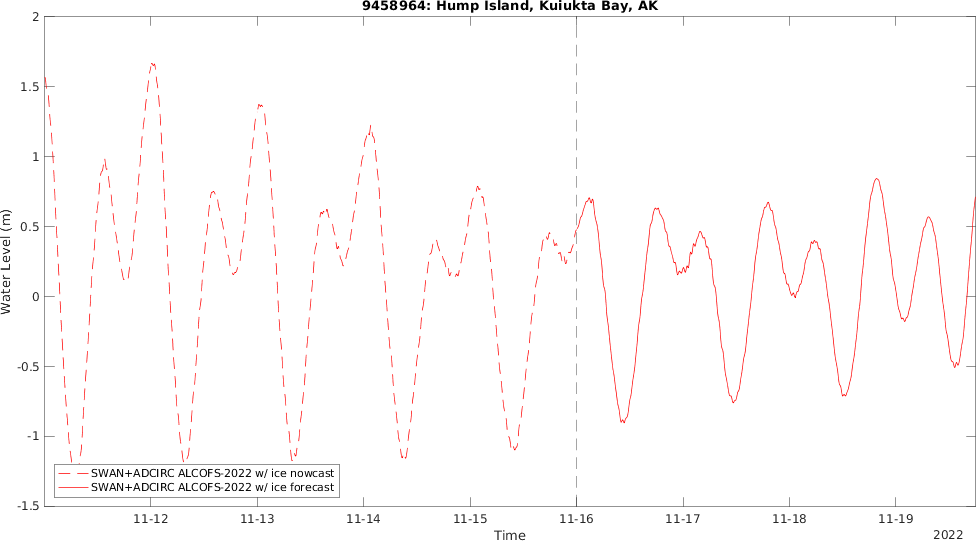 9458964: Hump Island, Kuiukta Bay, AK
2
1.5
1
0.5
0
-0.5
-1
-1.5
Water Level (m)
SWAN+ADCIRC ALCOFS-2022 w/ ice nowcast
SWAN+ADCIRC ALCOFS-2022 w/ ice forecast
11-12 11-13 11-14 11-15 11-16 11-17 11-18 11-19
Time
2022